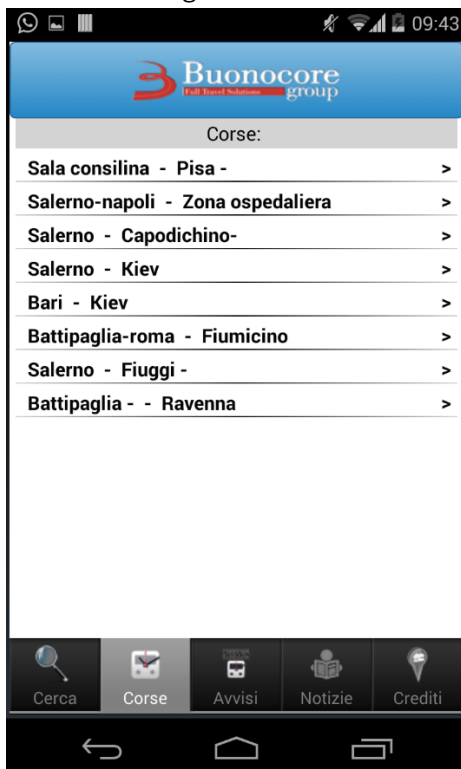 09:43
Buonocore
Full Travel Solutions group
Corse:
Sala consilina - Pisa - >
Salerno-napoli - Zona ospedaliera >
Salerno - Capodichino- >
Salerno - Kiev >
Bari - Kiev >
Battipaglia-roma - Fiumicino >
Salerno - Fiuggi - >
Battipaglia - - Ravenna >
Cerca Corse Avvisi Notizie Crediti